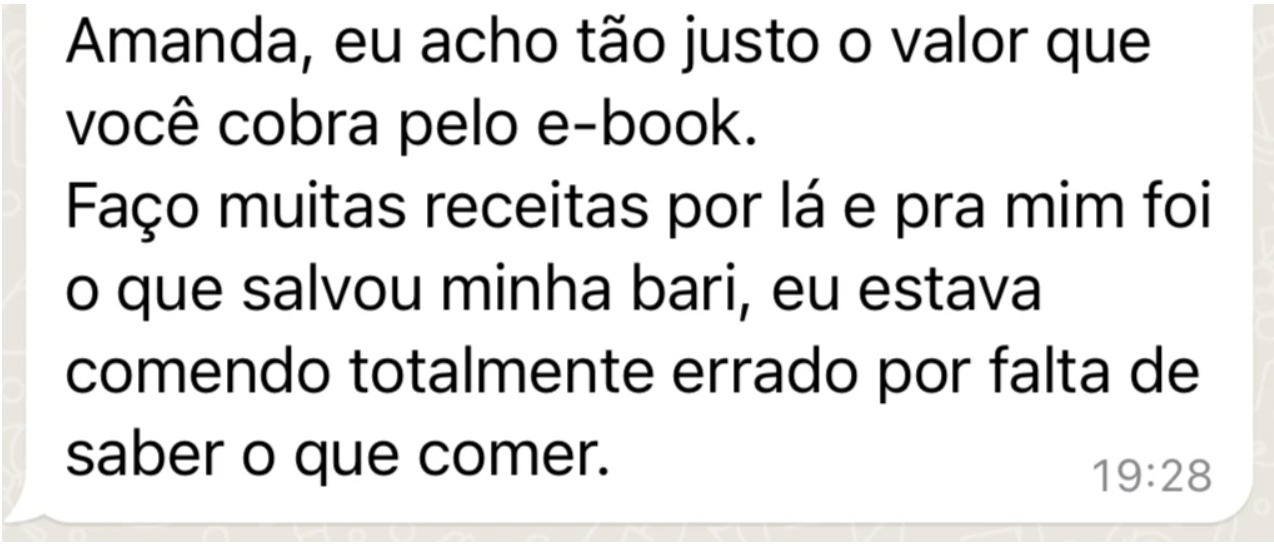 Amanda, eu acho tão justo o valor que
você cobra pelo e-book.
Faço muitas receitas por lá e pra mim foi
o que salvou minha bari, eu estava
comendo totalmente errado por falta de
saber o que comer.
19:28